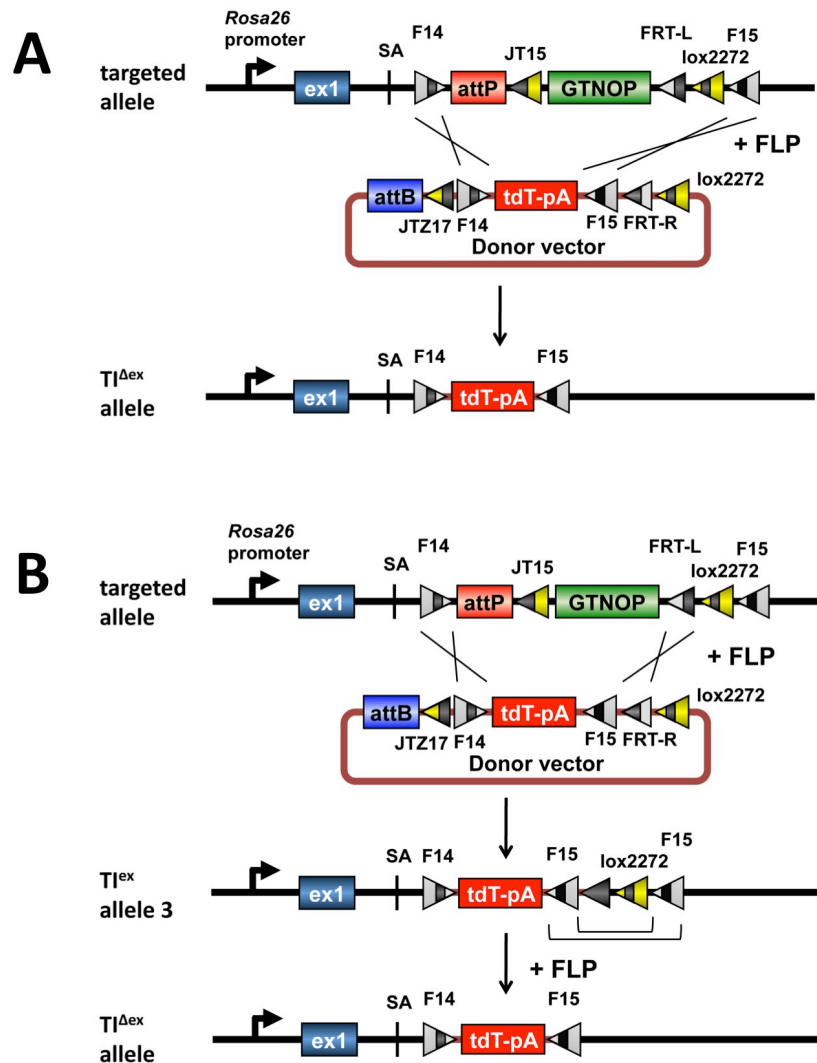 A
Rosa26
promoter
targeted
allele
ex1
SA
F14
attP
JT15
GTNOP
FRT-L
lox2272
F15
+ FLP
attB
JTZ17
F14
tdT-pA
F15
FRT-R
lox2272
Donor vector
TIΔex
allele
ex1
SA
F14
tdT-pA
F15
B
Rosa26
promoter
targeted
allele
ex1
SA
F14
attP
JT15
GTNOP
FRT-L
lox2272
F15
+ FLP
attB
JTZ17
F14
tdT-pA
F15
FRT-R
lox2272
Donor vector
TIex
allele 3
ex1
SA
F14
tdT-pA
F15
lox2272
F15
+ FLP
TIΔex
allele
ex1
SA
F14
tdT-pA
F15